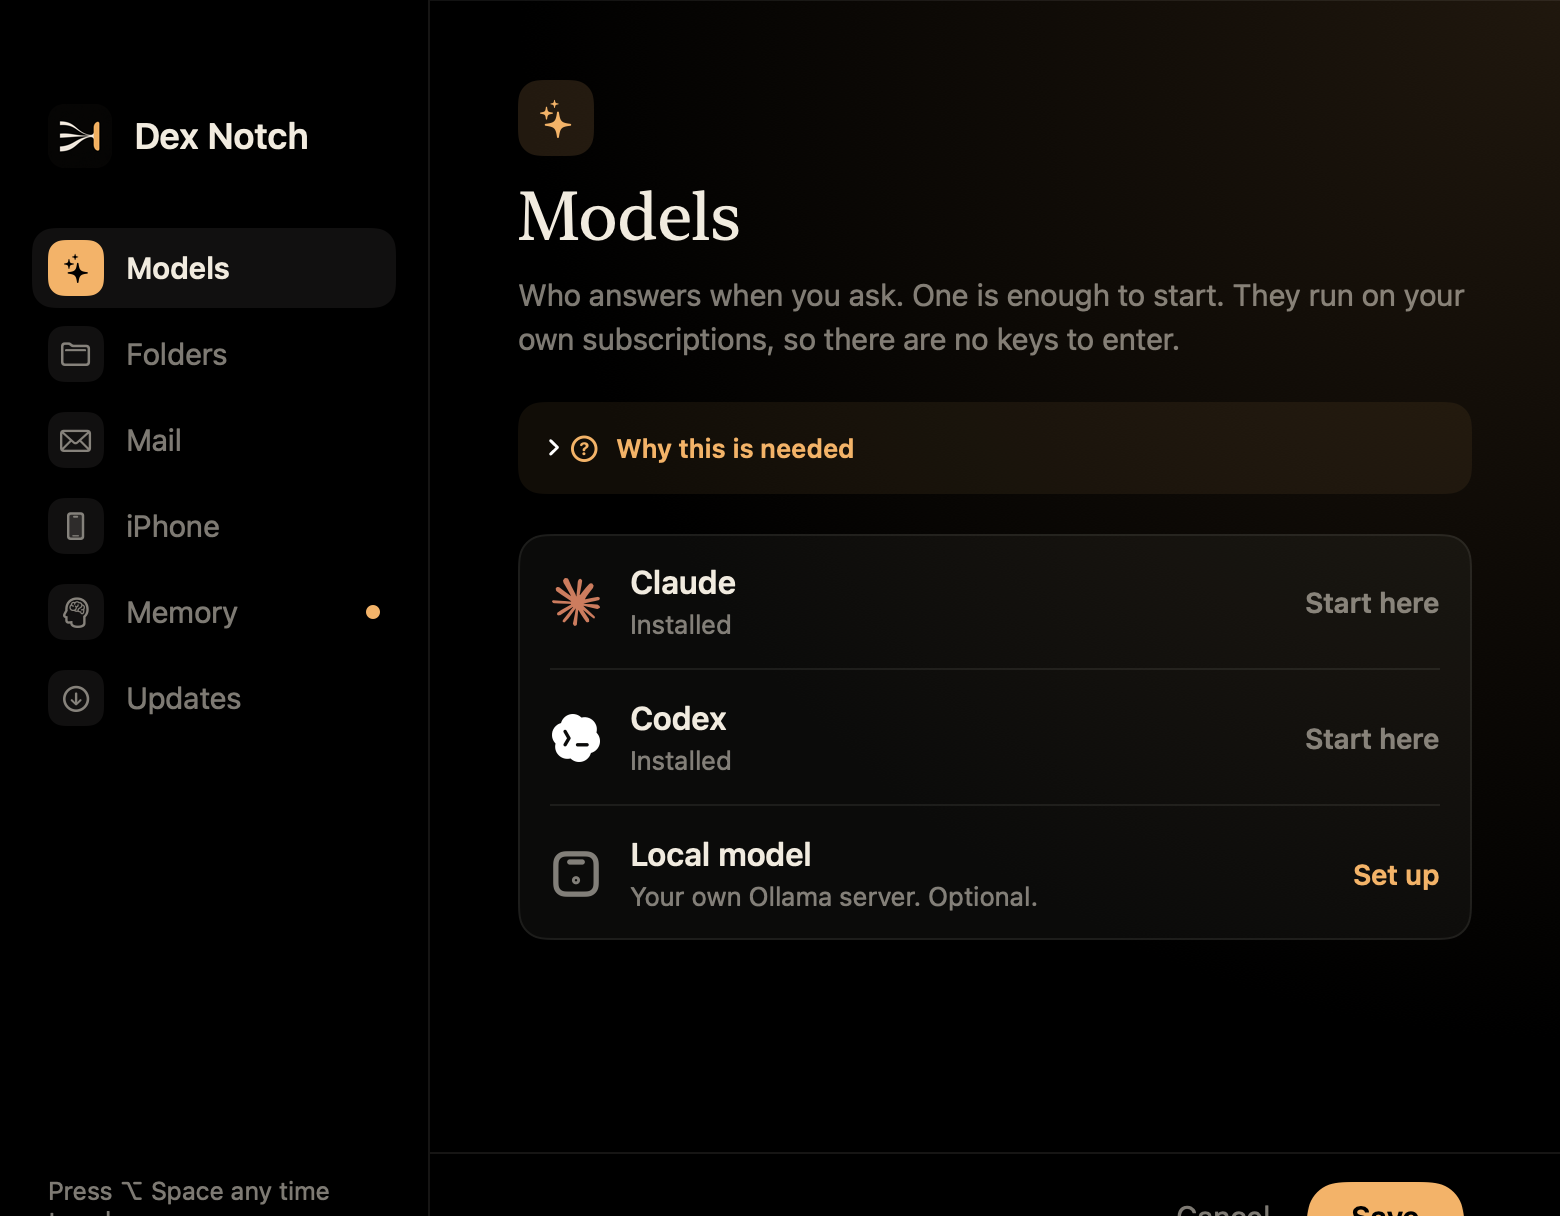 Dex Notch
Models
Folders
Mail
iPhone
Memory
Updates
Press ⌥ Space any time
Models
Who answers when you ask. One is enough to start. They run on your
own subscriptions, so there are no keys to enter.
Why this is needed
Claude
Installed
Start here
Codex
Installed
Start here
Local model
Your own Ollama server. Optional.
Set up
Cancel
Save